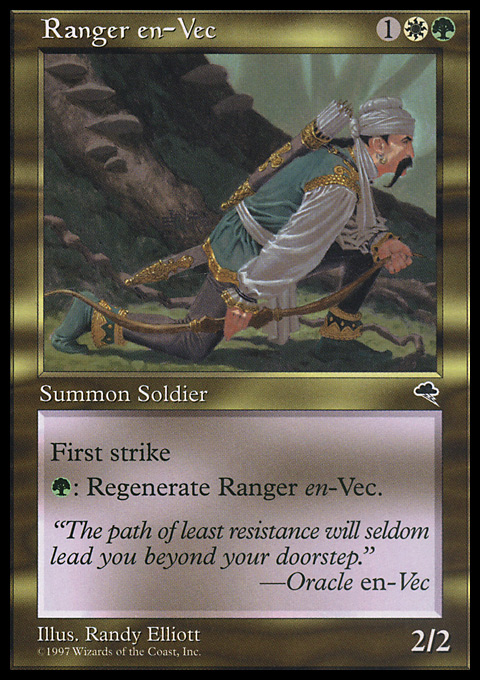 Ranger en-Vec 1
Summon Soldier
First strike
: Regenerate Ranger en-Vec.
“The path of least resistance will seldom
lead you beyond your doorstep.”
—Oracle en-Vec
Illus. Randy Elliott
©1997 Wizards of the Coast, Inc.
2/2